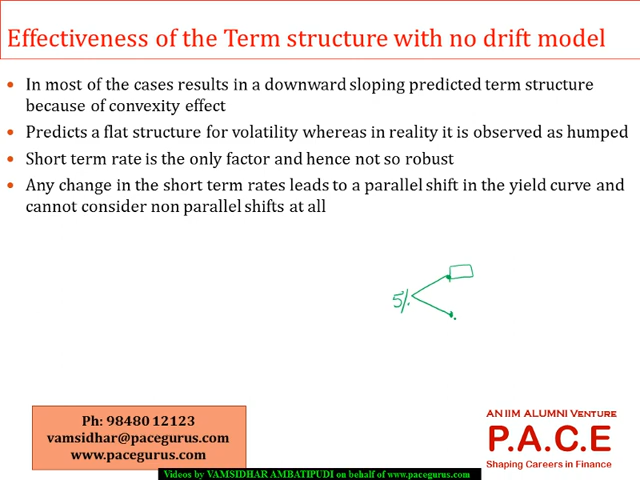 Effectiveness of the Term structure with no drift model
In most of the cases results in a downward sloping predicted term structure
because of convexity effect
Predicts a flat structure for volatility whereas in reality it is observed as humped
Short term rate is the only factor and hence not so robust
Any change in the short term rates leads to a parallel shift in the yield curve and
cannot consider non parallel shifts at all
5%
Ph: 98480 12123
vamsidhar@pacegurus.com
www.pacegurus.com
AN IIM ALUMNI VENTURE
P.A.C.E
Shaping Careers in Finance
Videos by VAMSIDHAR AMBATIPUDI on behalf of www.pacegurus.com